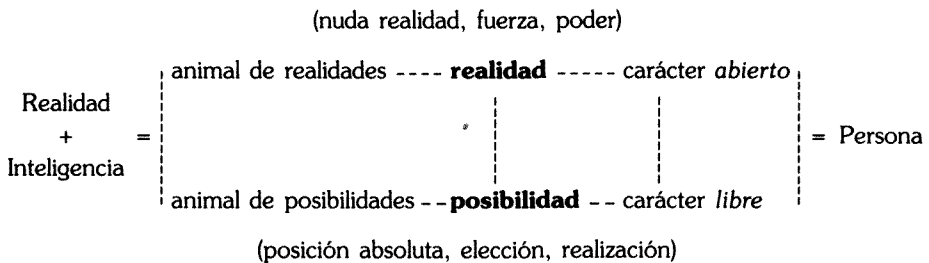 (nuda realidad, fuerza, poder)
animal de realidades ---- realidad ----- carácter abierto
Realidad
+ = = Persona
Inteligencia
animal de posibilidades -- posibilidad -- carácter libre
(posición absoluta, elección, realización)